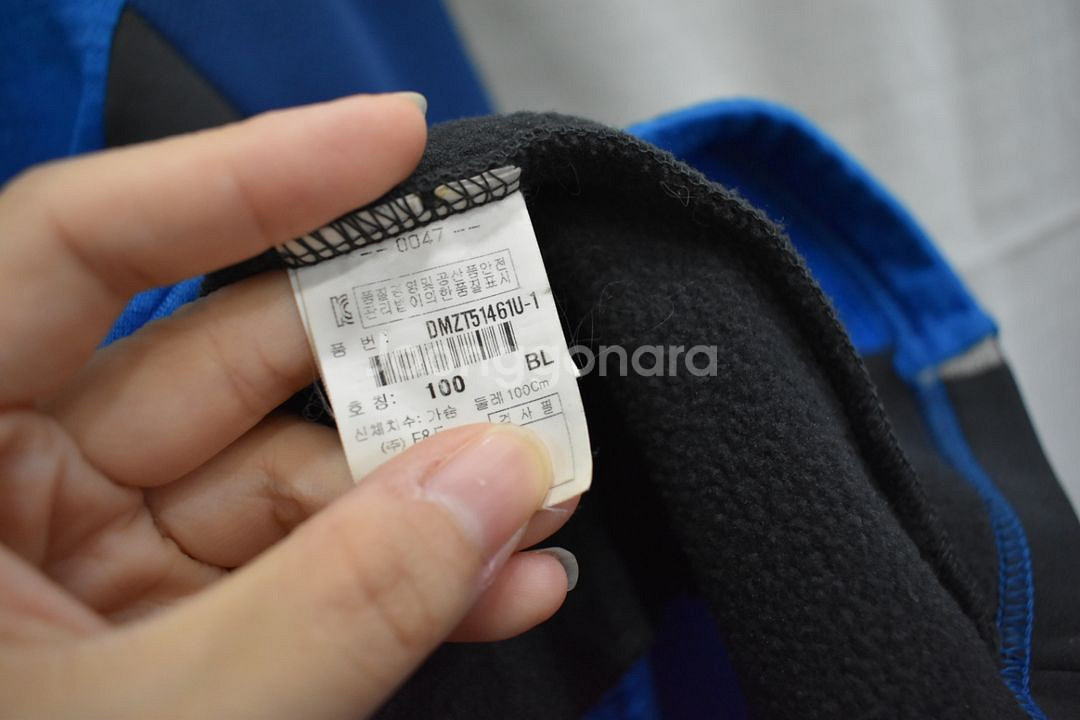 -- 0047 --
품질경영및공산품안전
관리법에의한품질표시
품 번:
DMZT51461U-1
BL
호 칭: 100
신체치수: 가슴 둘레 100Cm
(주) F&F
검 사 필